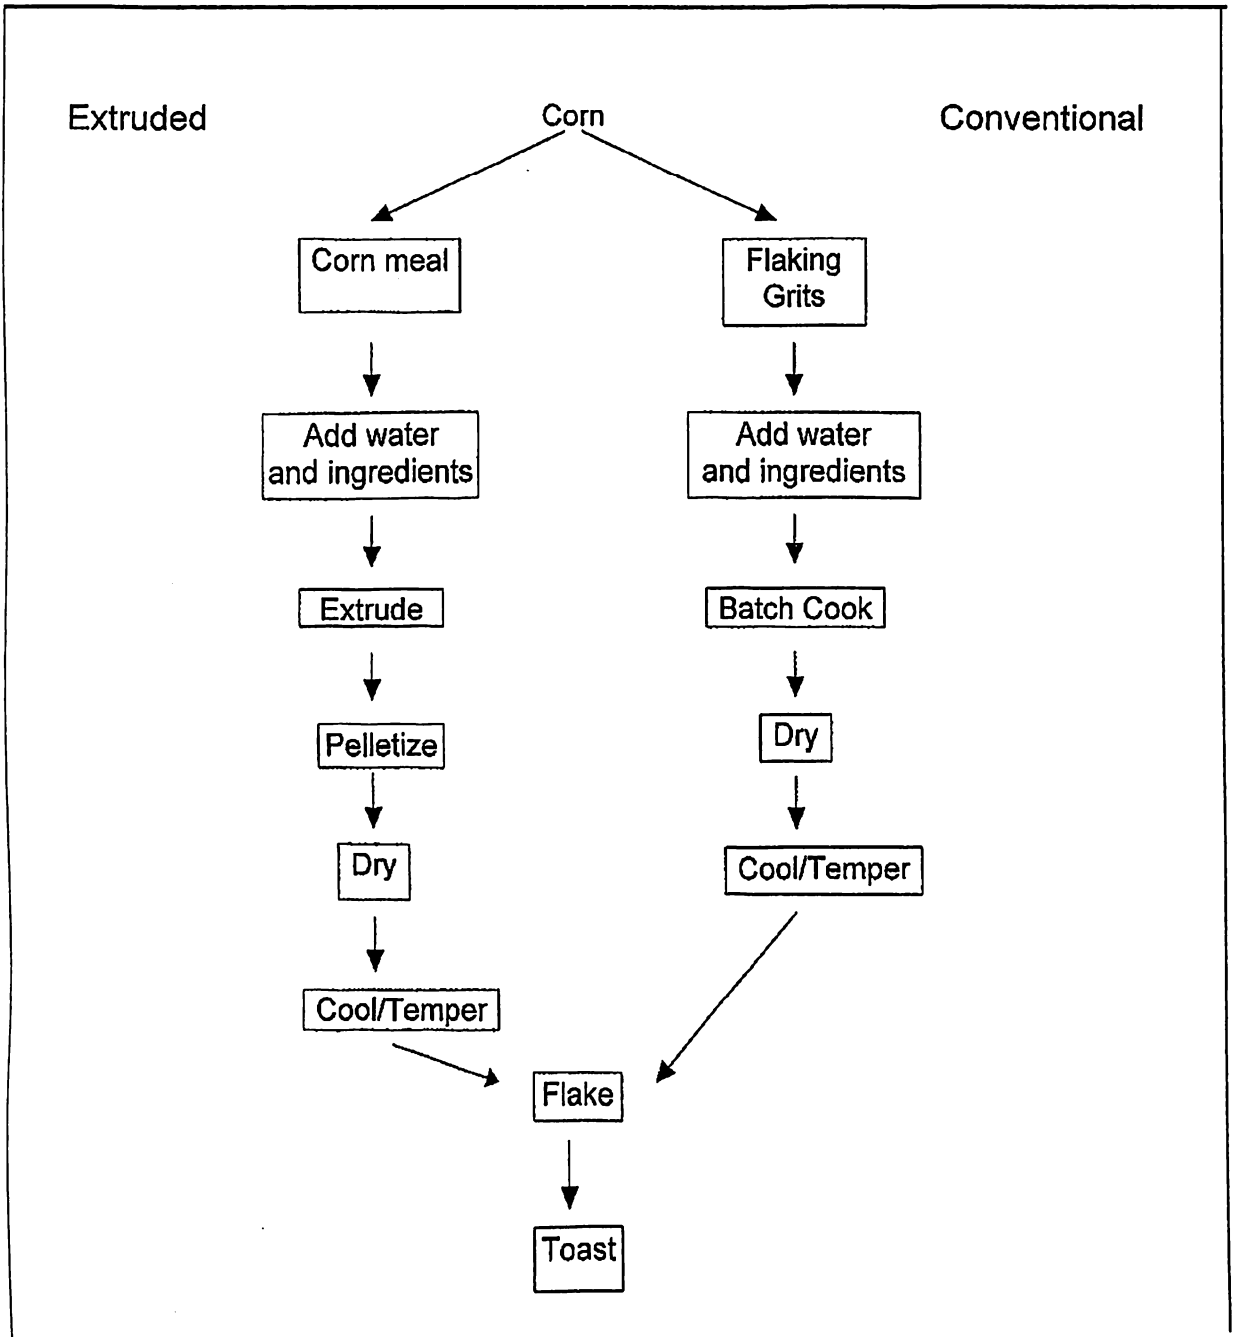 Extruded
Corn
Conventional
Corn meal
Flaking
Grits
Add water
and ingredients
Add water
and ingredients
Extrude
Batch Cook
Pelletize
Dry
Dry
Cool/Temper
Cool/Temper
Flake
Toast